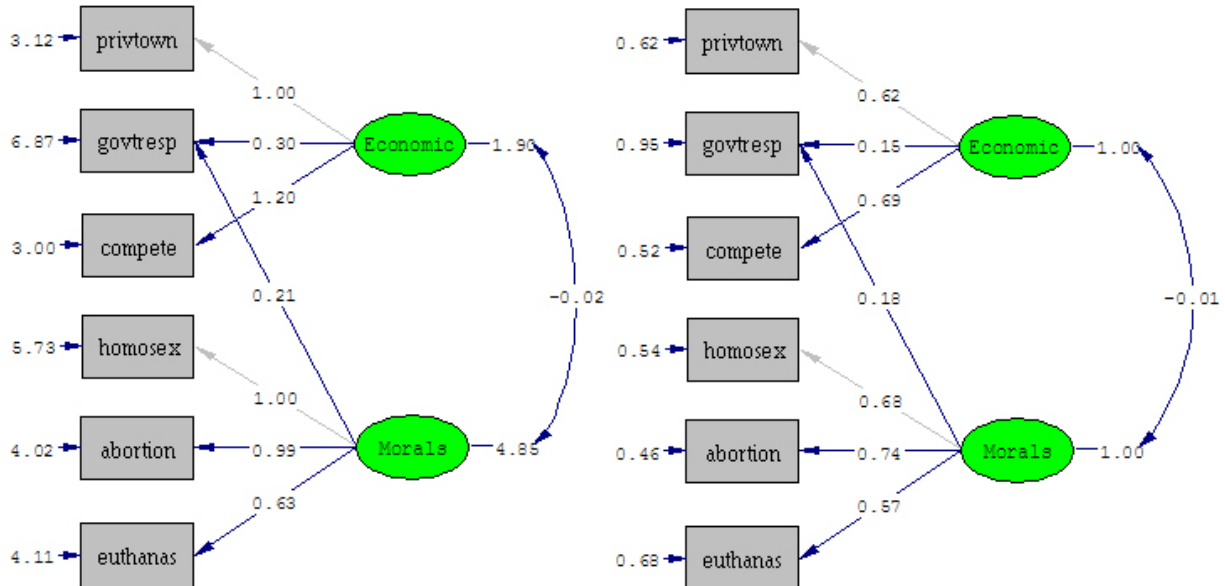 3.12
privtown
1.00
6.87
govtresp
0.30
Economic
1.90
1.20
3.00
compete
0.21
-0.02
5.73
homosex
1.00
4.02
abortion
0.99
Morals
4.85
0.63
4.11
euthanas
0.62
privtown
0.62
0.95
govtresp
0.15
Economic
1.00
0.69
0.52
compete
0.18
-0.01
0.54
homosex
0.68
0.46
abortion
0.74
Morals
1.00
0.57
0.68
euthanas